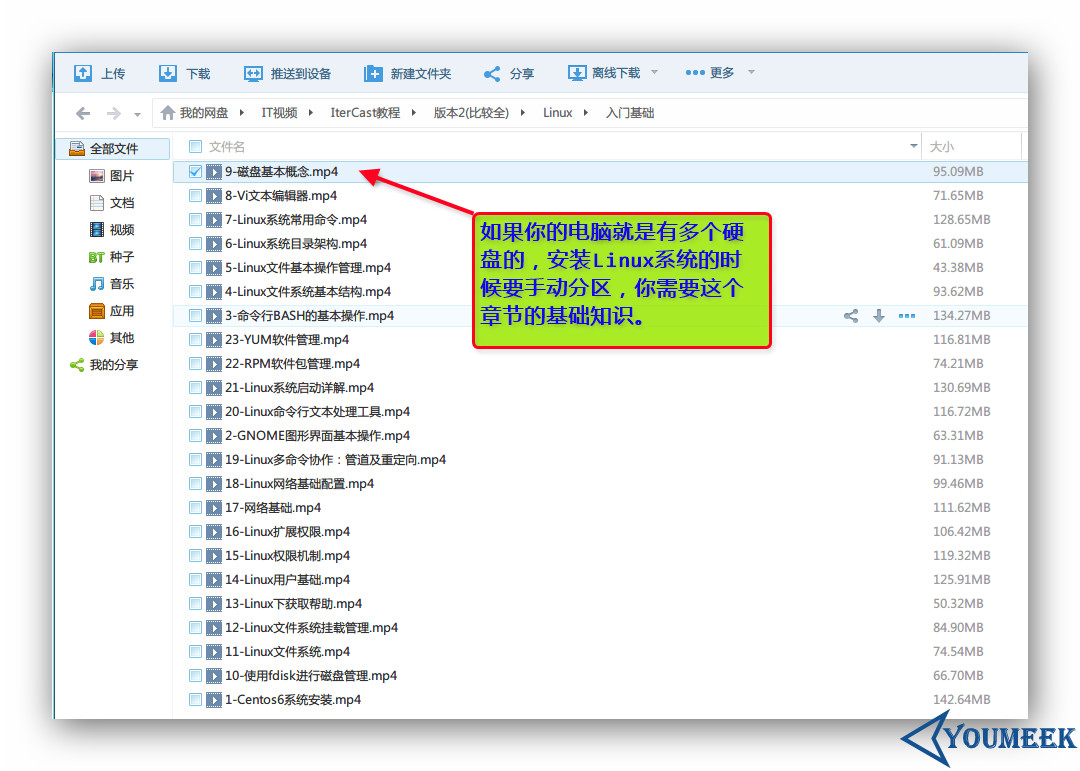 上传 下载 推送到设备 新建文件夹 分享 离线下载 更多
我的网盘 IT视频 IterCast教程 版本2(比较全) Linux 入门基础
全部文件
图片
文档
视频
BT 种子
音乐
应用
其他
我的分享
文件名 大小
9-磁盘基本概念.mp4 95.09MB
8-Vi文本编辑器.mp4 71.65MB
7-Linux系统常用命令.mp4 128.65MB
6-Linux系统目录架构.mp4 61.09MB
5-Linux文件基本操作管理.mp4 43.38MB
4-Linux文件系统基本结构.mp4 93.62MB
3-命令行BASH的基本操作.mp4 134.27MB
23-YUM软件管理.mp4 116.81MB
22-RPM软件包管理.mp4 74.21MB
21-Linux系统启动详解.mp4 130.69MB
20-Linux命令行文本处理工具.mp4 116.72MB
2-GNOME图形界面基本操作.mp4 63.31MB
19-Linux多命令协作：管道及重定向.mp4 91.13MB
18-Linux网络基础配置.mp4 99.46MB
17-网络基础.mp4 111.62MB
16-Linux扩展权限.mp4 106.42MB
15-Linux权限机制.mp4 119.32MB
14-Linux用户基础.mp4 125.91MB
13-Linux下获取帮助.mp4 50.32MB
12-Linux文件系统挂载管理.mp4 84.90MB
11-Linux文件系统.mp4 74.54MB
10-使用fdisk进行磁盘管理.mp4 66.70MB
1-Centos6系统安装.mp4 142.64MB
如果你的电脑就是有多个硬
盘的，安装Linux系统的时
候要手动分区，你需要这个
章节的基础知识。
YOUMEEK